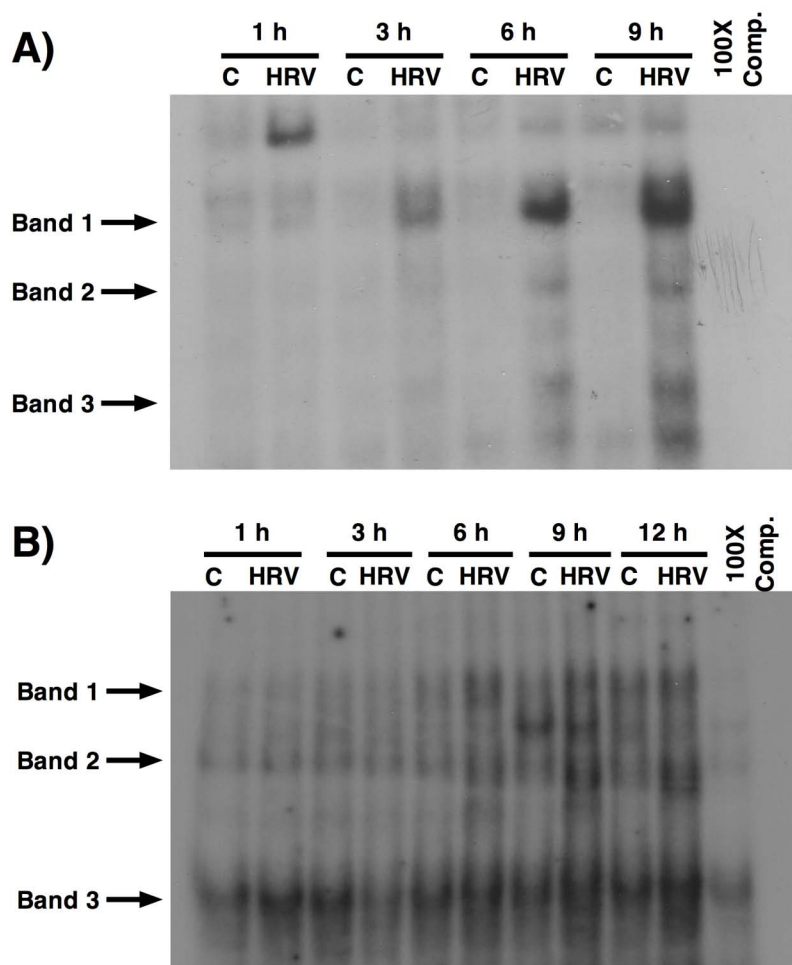 A)
1 h 3 h 6 h 9 h 100X Comp.
C HRV C HRV C HRV C HRV
Band 1
Band 2
Band 3
B)
1 h 3 h 6 h 9 h 12 h 100X Comp.
C HRV C HRV C HRV C HRV C HRV
Band 1
Band 2
Band 3